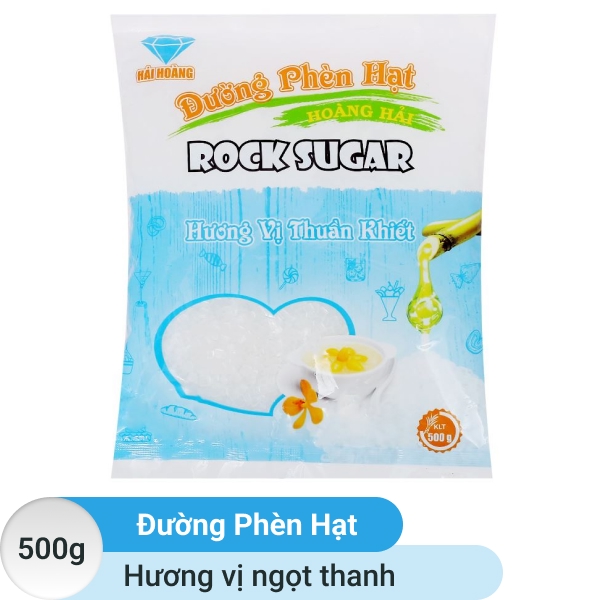 HẢI HOÀNG
Đường Phèn Hạt
HOÀNG HẢI
ROCK SUGAR
Hương Vị Thuần Khiết
KLT
500 g
500g
Đường Phèn Hạt
Hương vị ngọt thanh